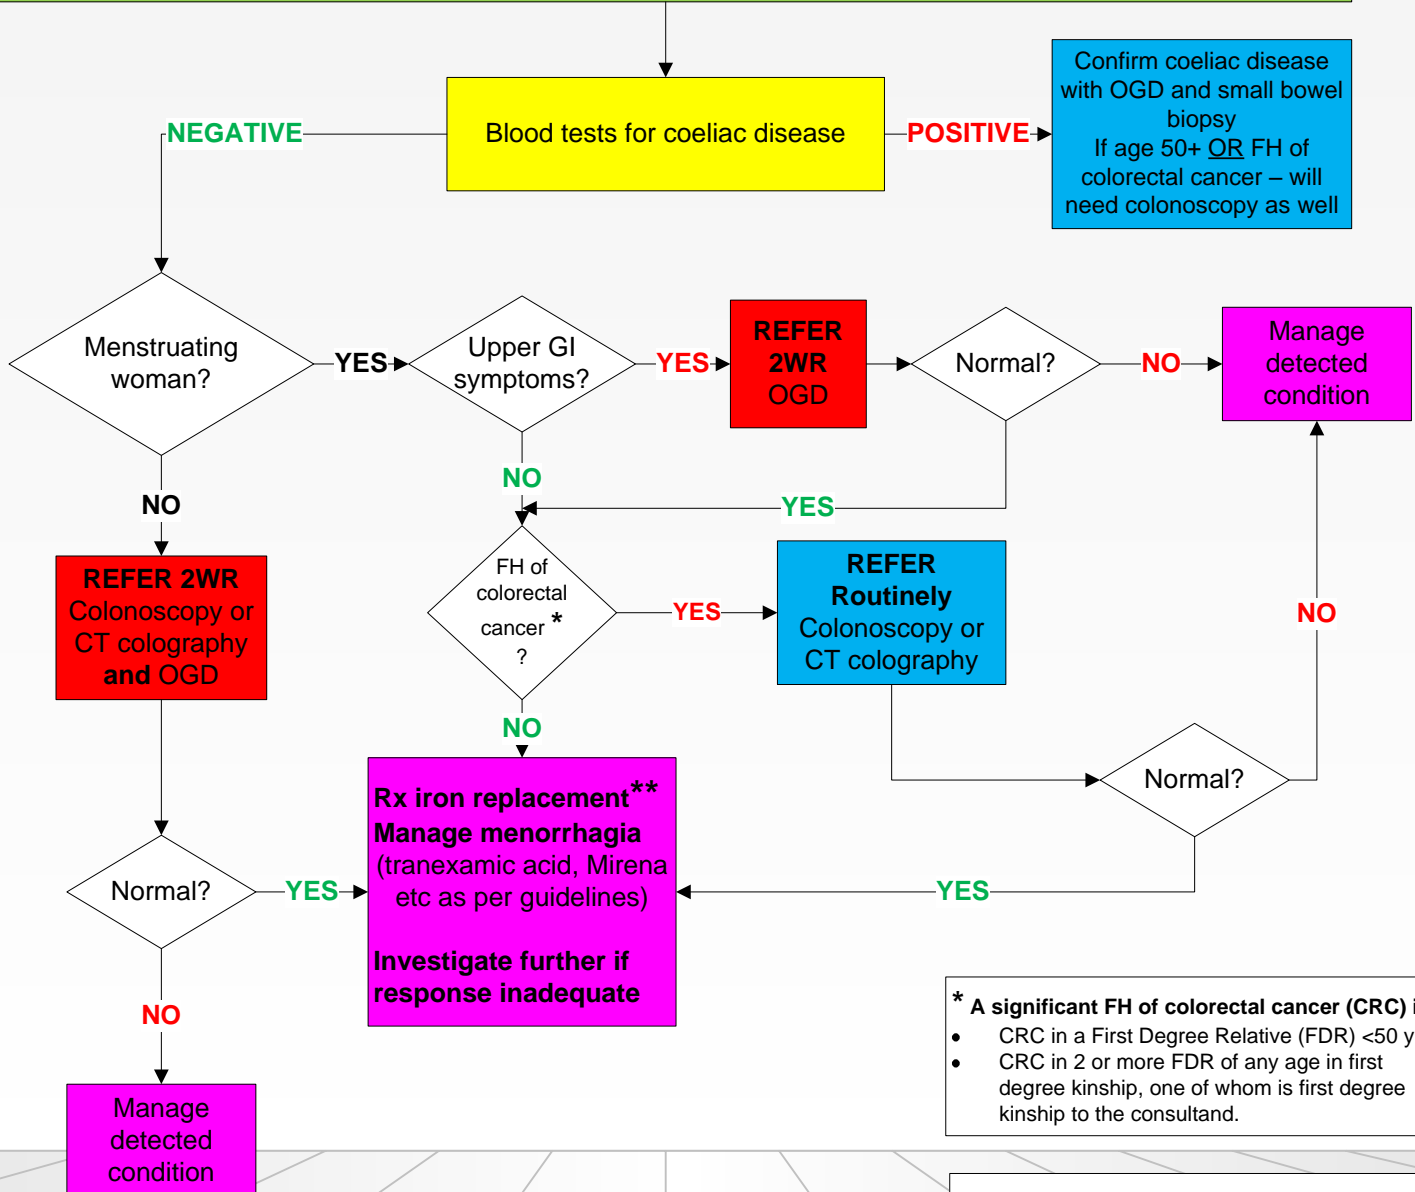 Blood tests for coeliac disease
NEGATIVE
POSITIVE
Confirm coeliac disease
with OGD and small bowel
biopsy
If age 50+ OR FH of
colorectal cancer – will
need colonoscopy as well
Menstruating
woman?
YES
Upper GI
symptoms?
YES
REFER
2WR
OGD
Normal?
NO
Manage
detected
condition
NO
NO
YES
REFER 2WR
Colonoscopy or
CT colography
and OGD
FH of
colorectal
cancer *
?
YES
REFER
Routinely
Colonoscopy or
CT colography
NO
NO
Normal?
Rx iron replacement**
Manage menorrhagia
(tranexamic acid, Mirena
etc as per guidelines)
Investigate further if
response inadequate
Normal?
YES
YES
NO
Manage
detected
condition
* A significant FH of colorectal cancer (CRC) i
• CRC in a First Degree Relative (FDR) <50 y
• CRC in 2 or more FDR of any age in first
degree kinship, one of whom is first degree
kinship to the consultand.